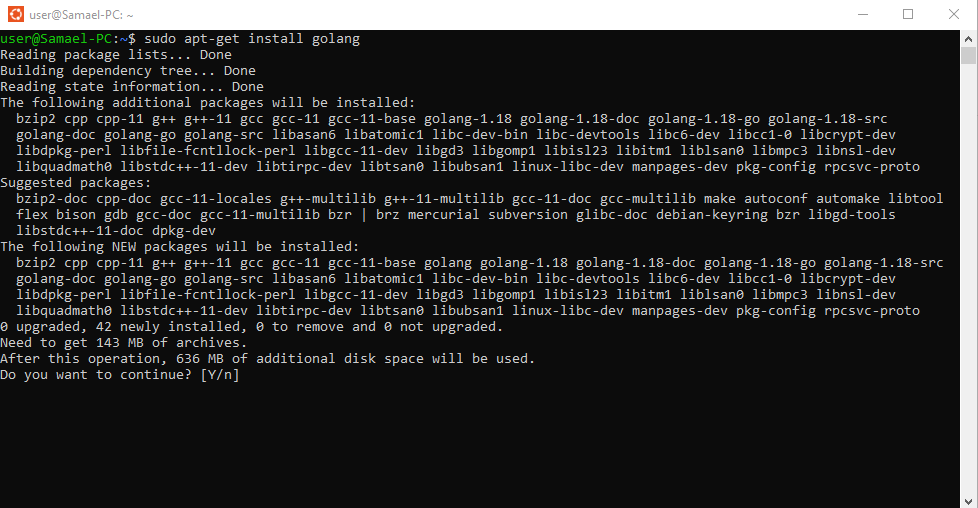 user@Samael-PC: ~
user@Samael-PC:~$ sudo apt-get install golang
Reading package lists... Done
Building dependency tree... Done
Reading state information... Done
The following additional packages will be installed:
  bzip2 cpp cpp-11 g++ g++-11 gcc gcc-11 gcc-11-base golang-1.18 golang-1.18-doc golang-1.18-go golang-1.18-src
  golang-doc golang-go golang-src libasan6 libatomic1 libc-dev-bin libc-devtools libc6-dev libcc1-0 libcrypt-dev
  libdpkg-perl libfile-fcntllock-perl libgcc-11-dev libgd3 libgomp1 libisl23 libitm1 liblsan0 libmpc3 libnsl-dev
  libquadmath0 libstdc++-11-dev libtirpc-dev libtsan0 libubsan1 linux-libc-dev manpages-dev pkg-config rpcsvc-proto
Suggested packages:
  bzip2-doc cpp-doc gcc-11-locales g++-multilib g++-11-multilib gcc-11-doc gcc-multilib make autoconf automake libtool
  flex bison gdb gcc-doc gcc-11-multilib bzr | brz mercurial subversion glibc-doc debian-keyring bzr libgd-tools
  libstdc++-11-doc dpkg-dev
The following NEW packages will be installed:
  bzip2 cpp cpp-11 g++ g++-11 gcc gcc-11 gcc-11-base golang golang-1.18 golang-1.18-doc golang-1.18-go golang-1.18-src
  golang-doc golang-go golang-src libasan6 libatomic1 libc-dev-bin libc-devtools libc6-dev libcc1-0 libcrypt-dev
  libdpkg-perl libfile-fcntllock-perl libgcc-11-dev libgd3 libgomp1 libisl23 libitm1 liblsan0 libmpc3 libnsl-dev
  libquadmath0 libstdc++-11-dev libtirpc-dev libtsan0 libubsan1 linux-libc-dev manpages-dev pkg-config rpcsvc-proto
0 upgraded, 42 newly installed, 0 to remove and 0 not upgraded.
Need to get 143 MB of archives.
After this operation, 636 MB of additional disk space will be used.
Do you want to continue? [Y/n]